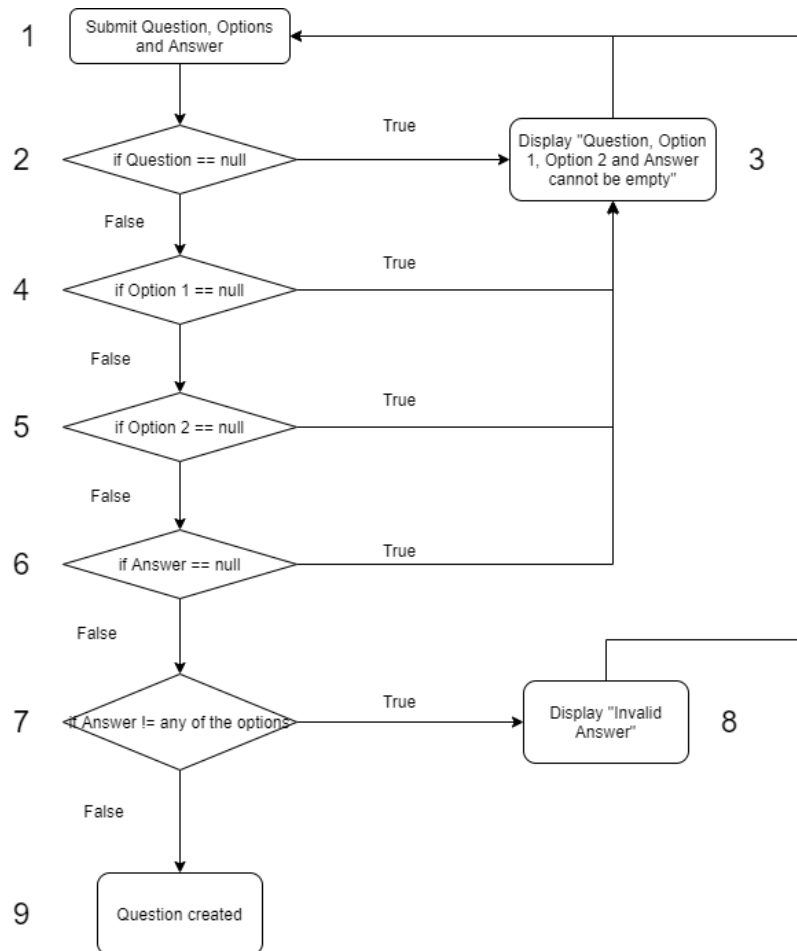 1
Submit Question, Options
and Answer
2
if Question == null
True
Display "Question, Option
1, Option 2 and Answer
cannot be empty"
3
False
4
if Option 1 == null
True
False
5
if Option 2 == null
True
False
6
if Answer == null
True
False
7
if Answer != any of the options
True
Display "Invalid
Answer"
8
False
9
Question created